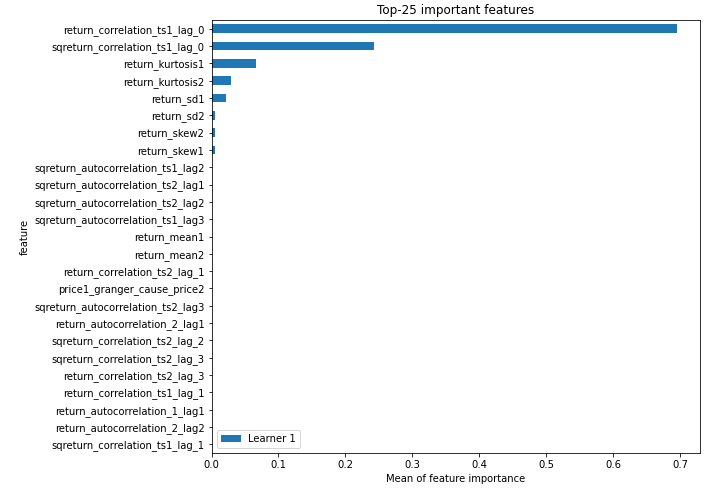 Top-25 important features
return_correlation_ts1_lag_0
sqreturn_correlation_ts1_lag_0
return_kurtosis1
return_kurtosis2
return_sd1
return_sd2
return_skew2
return_skew1
sqreturn_autocorrelation_ts1_lag2
sqreturn_autocorrelation_ts2_lag1
sqreturn_autocorrelation_ts2_lag2
sqreturn_autocorrelation_ts1_lag3
return_mean1
return_mean2
return_correlation_ts2_lag_1
price1_granger_cause_price2
sqreturn_autocorrelation_ts2_lag3
return_autocorrelation_2_lag1
sqreturn_correlation_ts2_lag_2
sqreturn_correlation_ts2_lag_3
return_correlation_ts2_lag_3
return_correlation_ts1_lag_1
return_autocorrelation_1_lag1
return_autocorrelation_2_lag2
sqreturn_correlation_ts1_lag_1
feature
Learner 1
0.0 0.1 0.2 0.3 0.4 0.5 0.6 0.7
Mean of feature importance